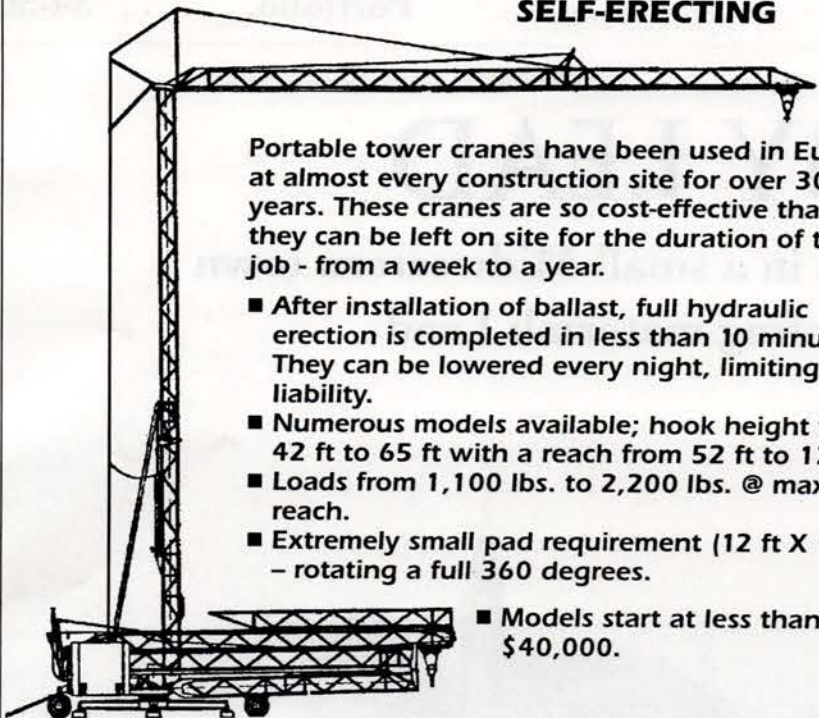 SELF-ERECTING
Portable tower cranes have been used in Eu
at almost every construction site for over 30
years. These cranes are so cost-effective tha
they can be left on site for the duration of t
job - from a week to a year.
■ After installation of ballast, full hydraulic
erection is completed in less than 10 minu
They can be lowered every night, limiting
liability.
■ Numerous models available; hook height
42 ft to 65 ft with a reach from 52 ft to 12
■ Loads from 1,100 lbs. to 2,200 lbs. @ max
reach.
■ Extremely small pad requirement (12 ft X
– rotating a full 360 degrees.
■ Models start at less than
$40,000.